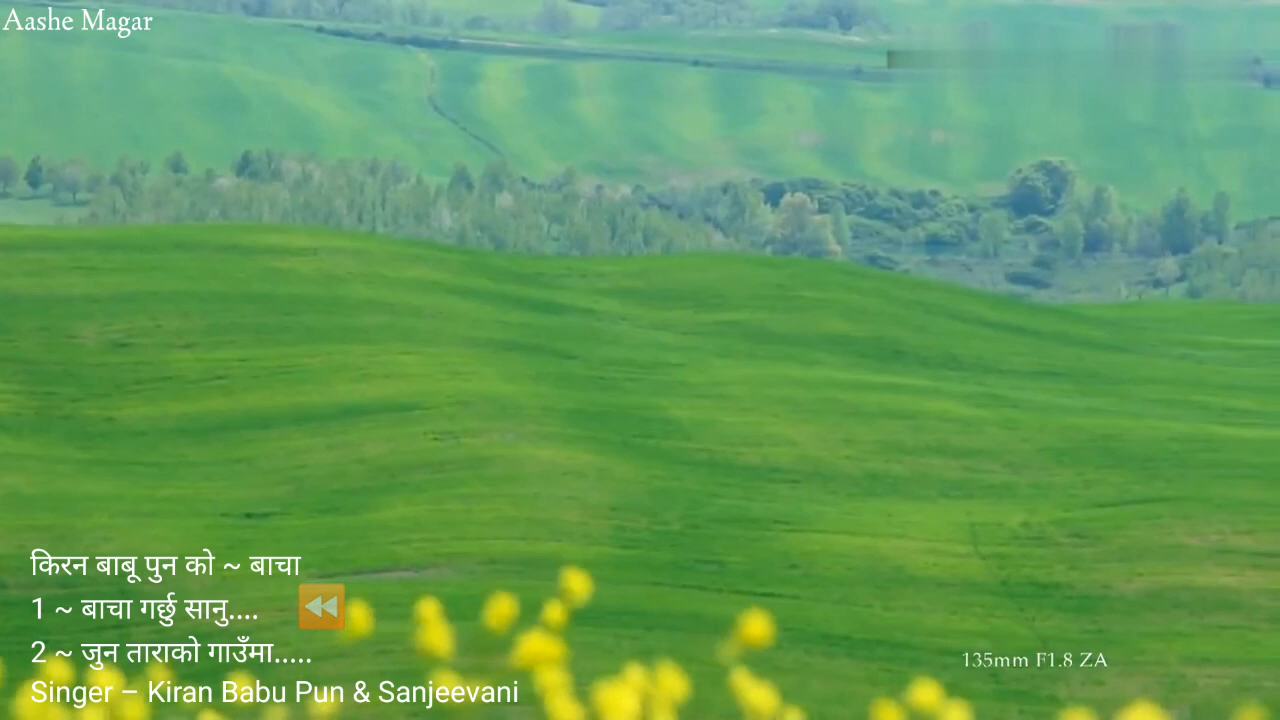 Aashe Magar
किरन बाबू पुन को ~ बाचा
1 ~ बाचा गर्छु सानु.... ⏪
2 ~ जुन ताराको गाउँमा.....
Singer – Kiran Babu Pun & Sanjeevani
135mm F1.8 ZA